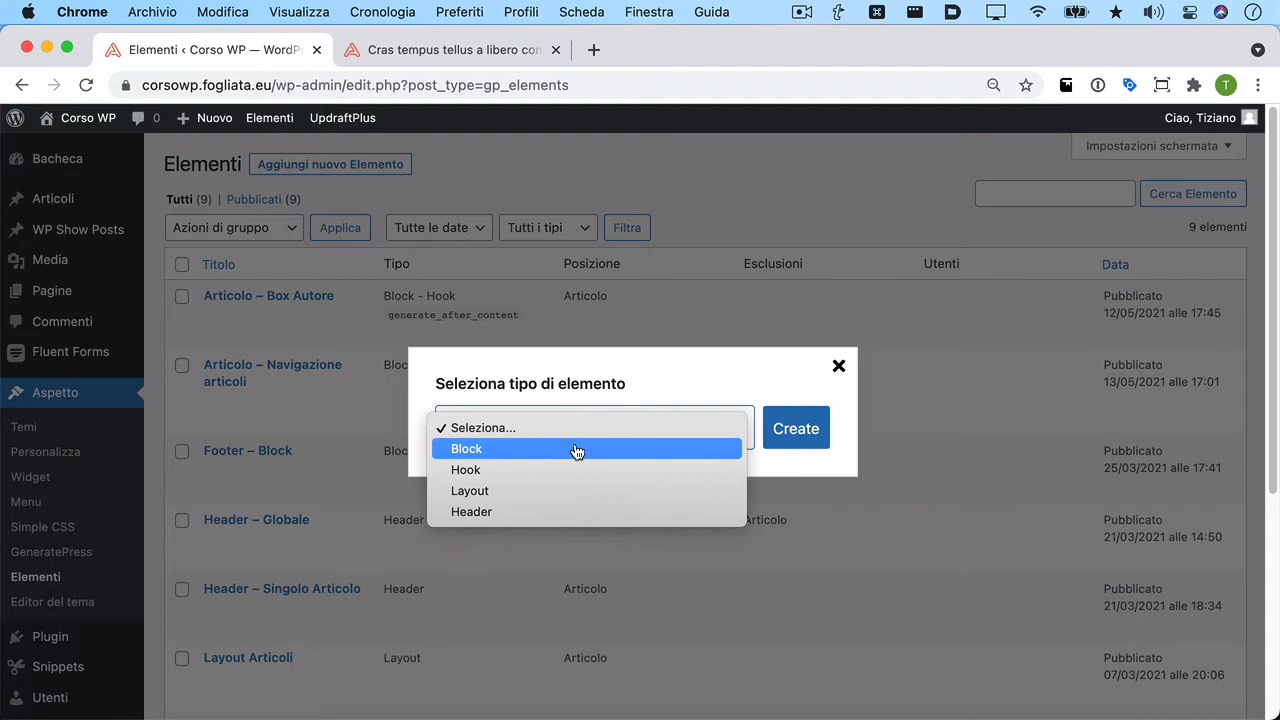 Chrome Archivio Modifica Visualizza Cronologia Preferiti Profili Scheda Finestra Guida
Elementi ‹ Corso WP — WordPr
Cras tempus tellus a libero con
corsowp.fogliata.eu/wp-admin/edit.php?post_type=gp_elements
T
Corso WP 0 Nuovo Elementi UpdraftPlus Ciao, Tiziano
Bacheca
Articoli
WP Show Posts
Media
Pagine
Commenti
Fluent Forms
Aspetto
Temi
Personalizza
Widget
Menu
Simple CSS
GeneratePress
Elementi
Editor del tema
Plugin
Snippets
Utenti
Impostazioni schermata
Elementi Aggiungi nuovo Elemento
Tutti (9) | Pubblicati (9)
Cerca Elemento
Azioni di gruppo Applica Tutte le date Tutti i tipi Filtra 9 elementi
Titolo Tipo Posizione Esclusioni Utenti Data
Articolo – Box Autore Block - Hook Articolo Pubblicato
generate_after_content 12/05/2021 alle 17:45
Articolo – Navigazione Bloc Pubblicato
articoli 13/05/2021 alle 17:01
Footer – Block Bloc Pubblicato
25/03/2021 alle 17:41
Header – Globale Header Articolo Pubblicato
21/03/2021 alle 14:50
Header – Singolo Articolo Header Articolo Pubblicato
21/03/2021 alle 18:34
Layout Articoli Layout Articolo Pubblicato
07/03/2021 alle 20:06
Seleziona tipo di elemento
✓ Seleziona...
Block
Hook
Layout
Header
Create